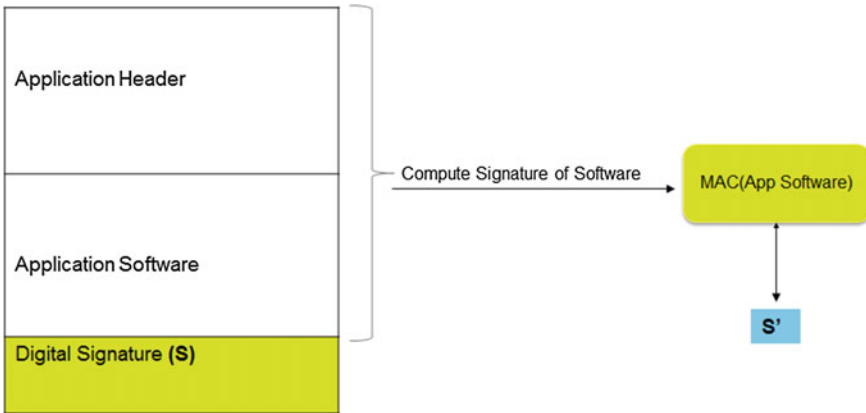 Application Header
Compute Signature of Software
MAC(App Software)
Application Software
S’
Digital Signature (S)